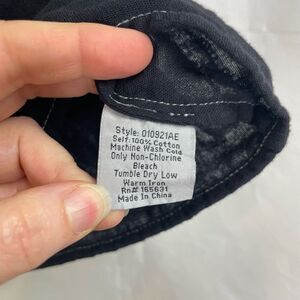 Style: 010921AE
Self: 100% Cotton
Machine Wash Cold
Only Non-Chlorine
Bleach
Tumble Dry Low
Warm Iron
Rn# 165631
Made In China